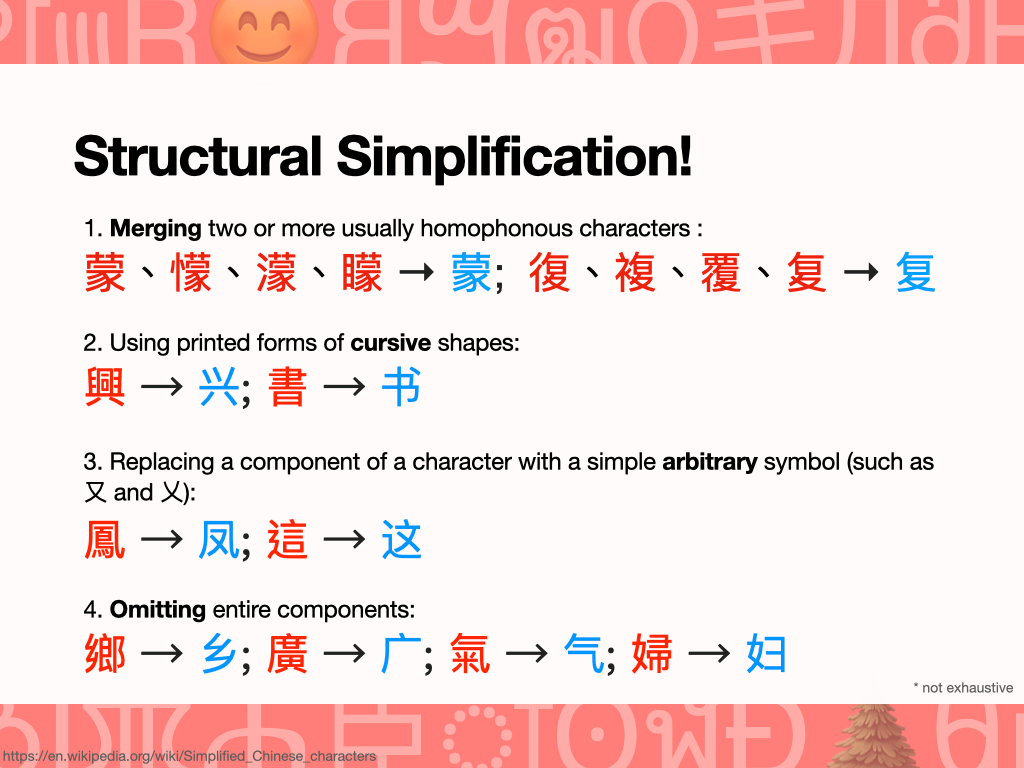 Structural Simplification!
1. Merging two or more usually homophonous characters :
蒙、懞、濛、矇 → 蒙; 復、複、覆、复 → 复
2. Using printed forms of cursive shapes:
興 → 兴; 書 → 书
3. Replacing a component of a character with a simple arbitrary symbol (such as
又 and 乂):
鳳 → 凤; 這 → 这
4. Omitting entire components:
鄉 → 乡; 廣 → 广; 氣 → 气; 婦 → 妇
* not exhaustive
https://en.wikipedia.org/wiki/Simplified_Chinese_characters